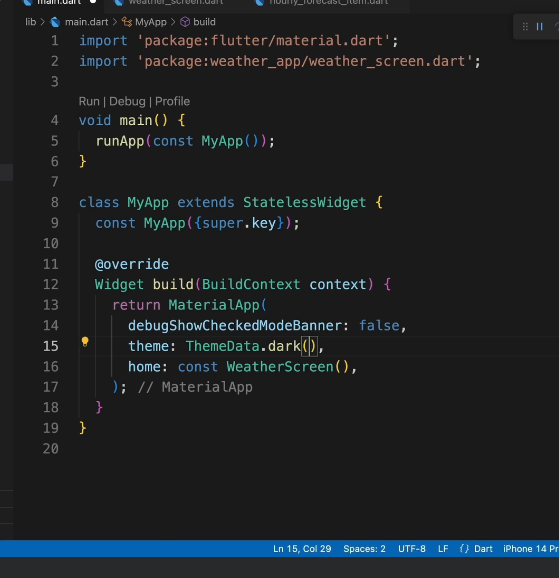 main.dart weather_screen.dart hourly_forecast_item.dart
lib > main.dart > MyApp > build
1 import 'package:flutter/material.dart';
2 import 'package:weather_app/weather_screen.dart';
3
Run | Debug | Profile
4 void main() {
5 runApp(const MyApp());
6 }
7
8 class MyApp extends StatelessWidget {
9 const MyApp({super.key});
10
11 @override
12 Widget build(BuildContext context) {
13 return MaterialApp(
14 debugShowCheckedModeBanner: false,
15 theme: ThemeData.dark(),
16 home: const WeatherScreen(),
17 ); // MaterialApp
18 }
19 }
20
Ln 15, Col 29 Spaces: 2 UTF-8 LF {} Dart iPhone 14 Pr